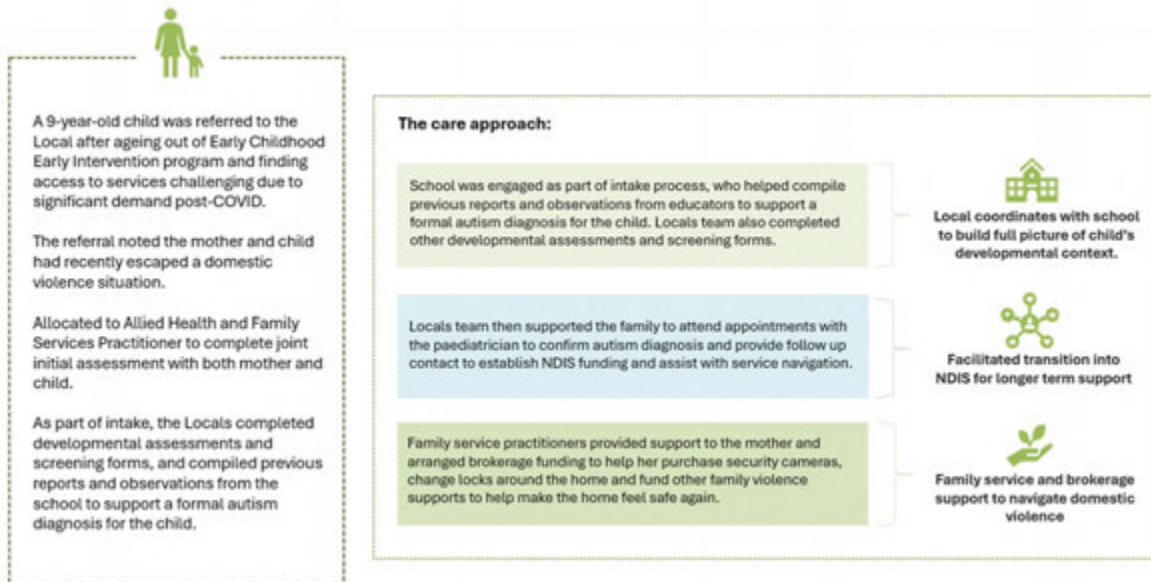 A 9-year-old child was referred to the
Local after ageing out of Early Childhood
Early Intervention program and finding
access to services challenging due to
significant demand post-COVID.
The referral noted the mother and child
had recently escaped a domestic
violence situation.
Allocated to Allied Health and Family
Services Practitioner to complete joint
initial assessment with both mother and
child.
As part of intake, the Locals completed
developmental assessments and
screening forms, and compiled previous
reports and observations from the
school to support a formal autism
diagnosis for the child.
The care approach:
School was engaged as part of intake process, who helped compile
previous reports and observations from educators to support a
formal autism diagnosis for the child. Locals team also completed
other developmental assessments and screening forms.
Local coordinates with school
to build full picture of child's
developmental context.
Locals team then supported the family to attend appointments with
the paediatrician to confirm autism diagnosis and provide follow up
contact to establish NDIS funding and assist with service navigation.
Facilitated transition into
NDIS for longer term support
Family service practitioners provided support to the mother and
arranged brokerage funding to help her purchase security cameras,
change locks around the home and fund other family violence
supports to help make the home feel safe again.
Family service and brokerage
support to navigate domestic
violence